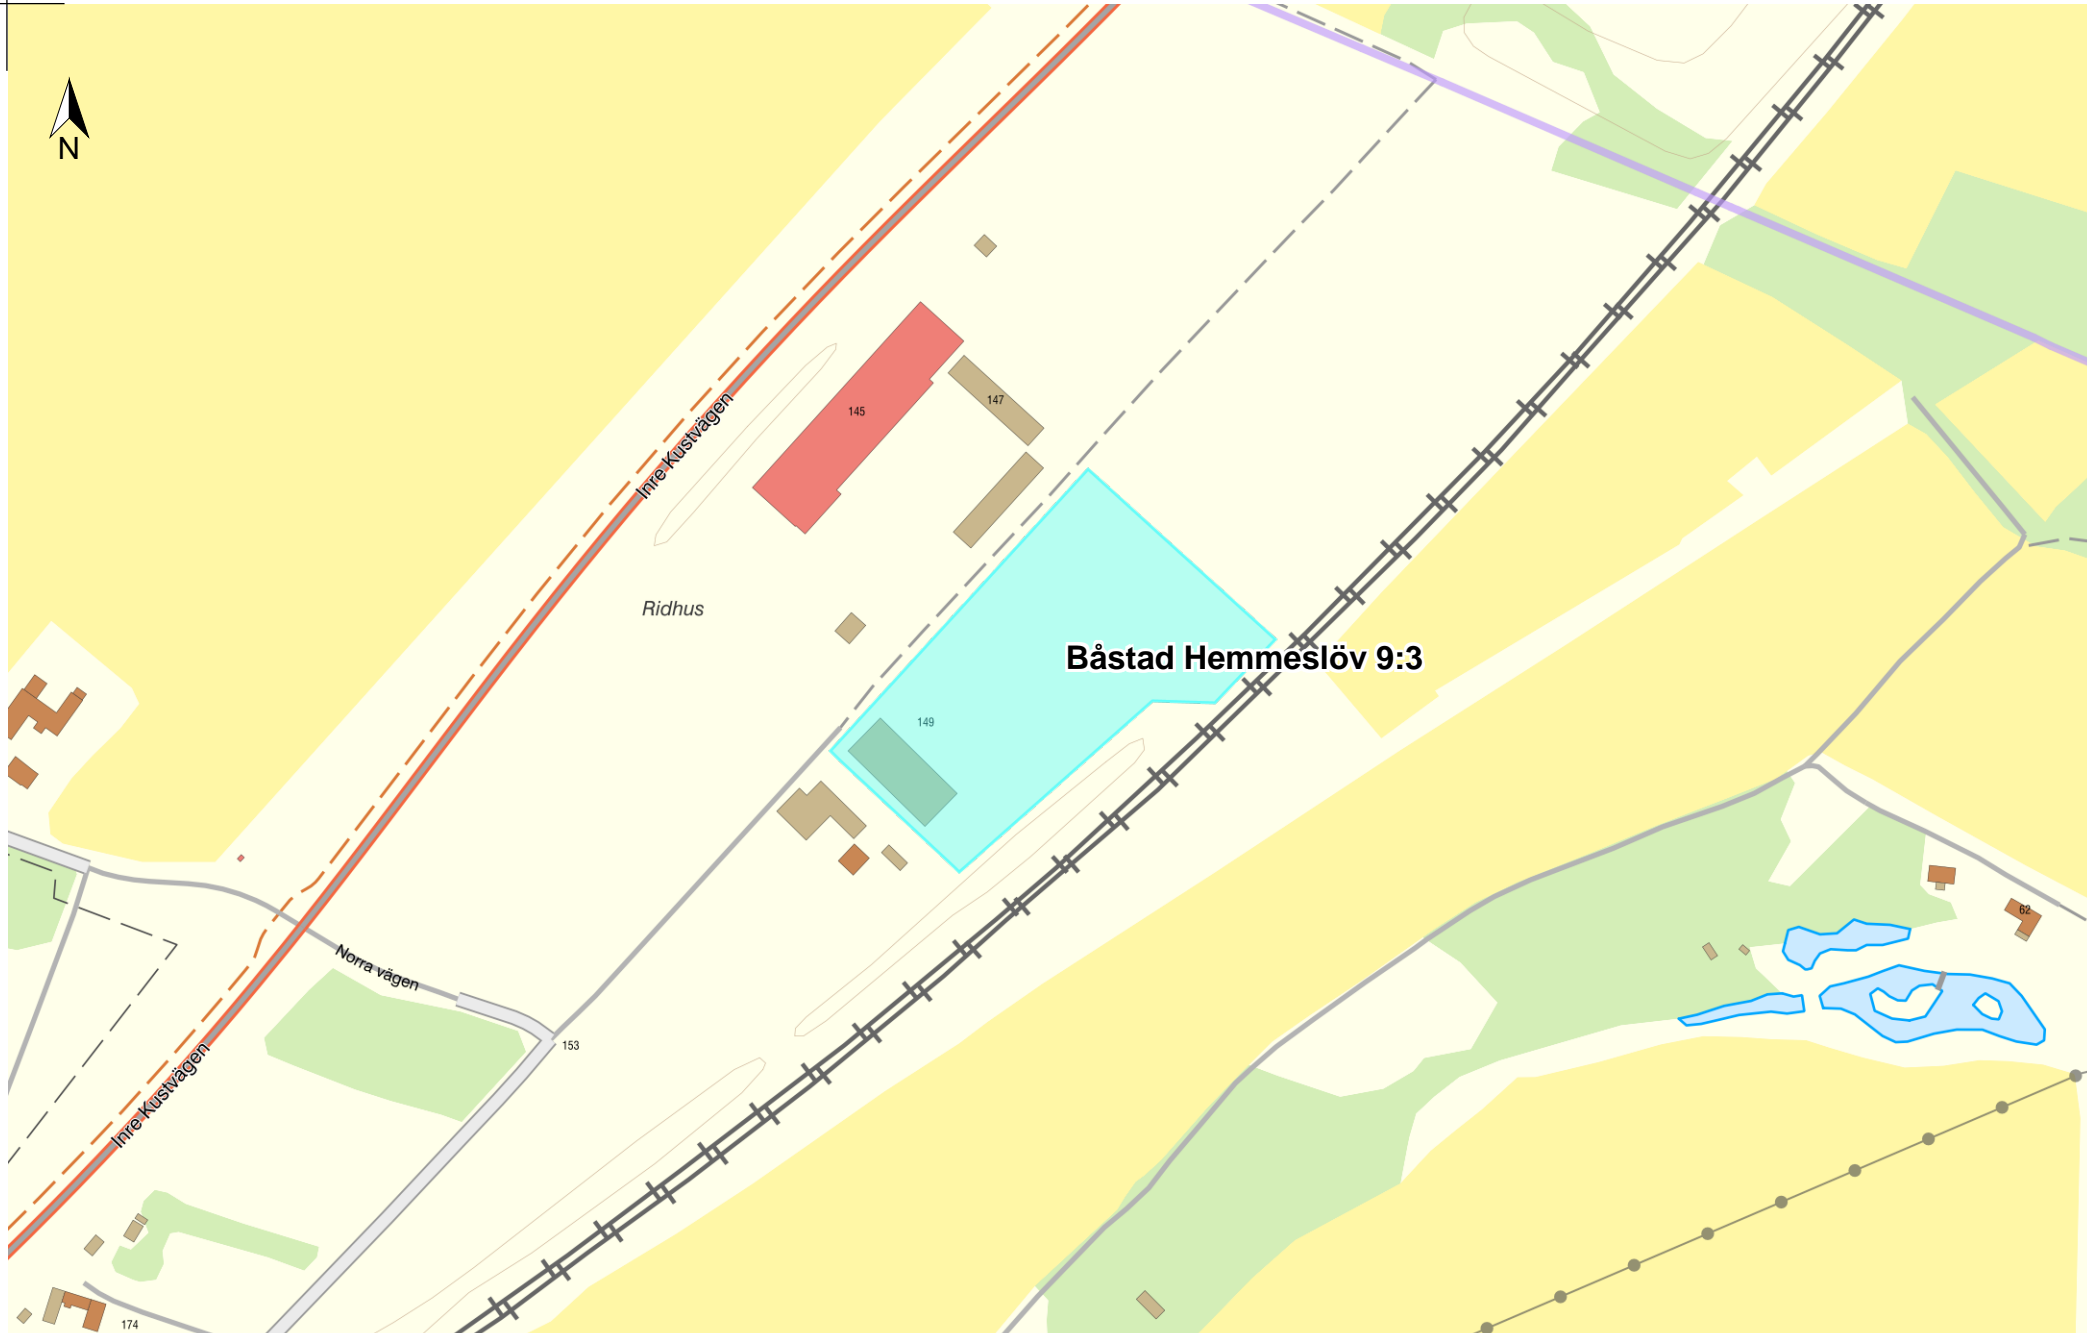 N
147
145
Inre Kustvägen
Ridhus
Båstad Hemmeslöv 9:3
149
62
Norra vägen
153
Inre Kustvägen
174